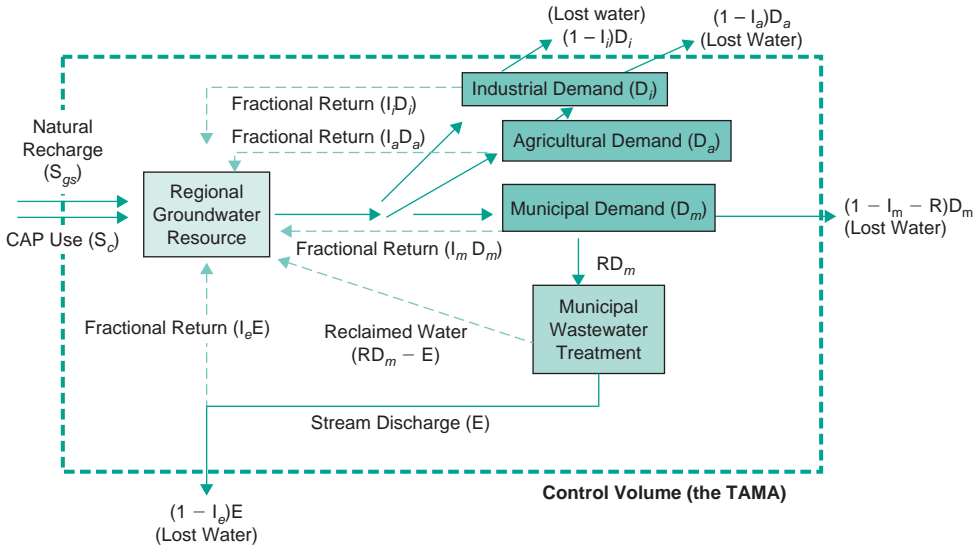 (Lost water)
(1 − I_i)D_i
(1 − I_a)D_a
(Lost Water)
Industrial Demand (D_i)
Fractional Return (I_iD_i)
Fractional Return (I_aD_a)
Agricultural Demand (D_a)
Natural
Recharge
(S_gs)
CAP Use (S_c)
Regional
Groundwater
Resource
Municipal Demand (D_m)
(1 − I_m − R)D_m
(Lost Water)
Fractional Return (I_m D_m)
RD_m
Municipal
Wastewater
Treatment
Fractional Return (I_eE)
Reclaimed Water
(RD_m − E)
Stream Discharge (E)
Control Volume (the TAMA)
(1 − I_e)E
(Lost Water)